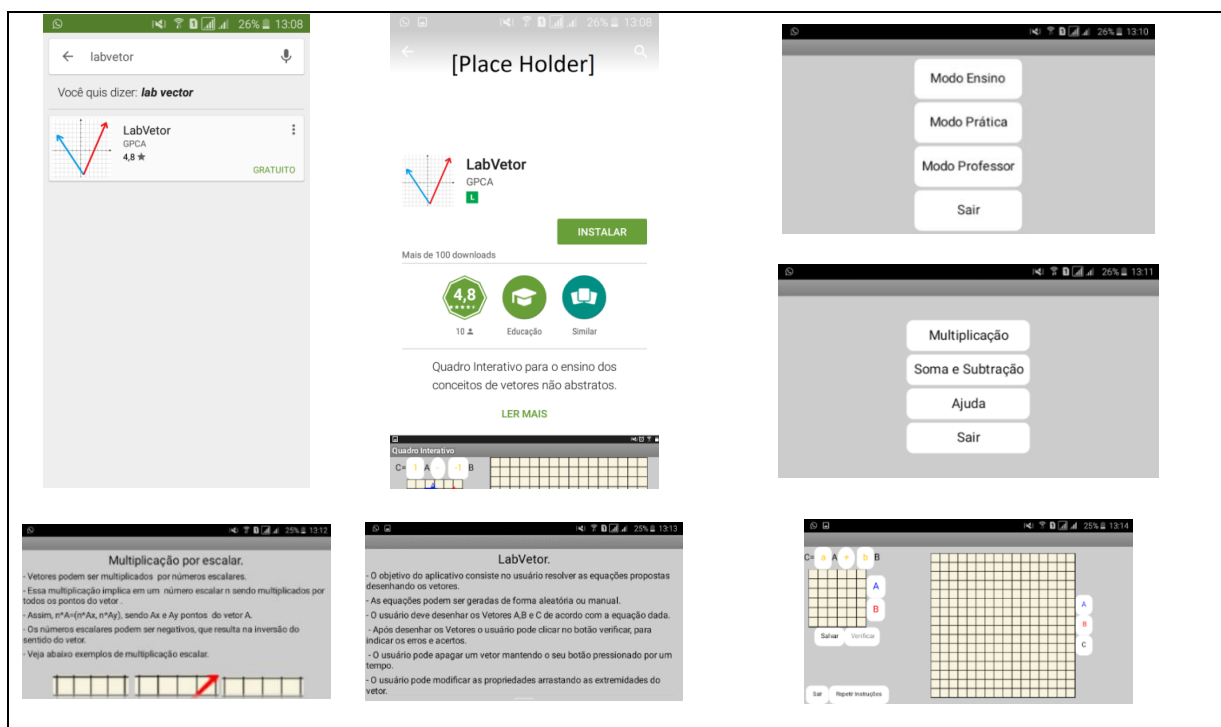 26% 13:08
labvetor
Você quis dizer: lab vector
LabVetor
GPCA
4,8 ★
GRATUITO
26% 13:08
[Place Holder]
LabVetor
GPCA
L
INSTALAR
Mais de 100 downloads
4,8
10
Educação
Similar
Quadro Interativo para o ensino dos
conceitos de vetores não abstratos.
LER MAIS
Quadro Interativo
C= 1 A - -1 B
26% 13:10
Modo Ensino
Modo Prática
Modo Professor
Sair
26% 13:11
Multiplicação
Soma e Subtração
Ajuda
Sair
25% 13:12
Multiplicação por escalar.
- Vetores podem ser multiplicados por números escalares.
- Essa multiplicação implica em um número escalar n sendo multiplicados por
todos os pontos do vetor .
- Assim, n*A=(n*Ax, n*Ay), sendo Ax e Ay pontos do vetor A.
- Os números escalares podem ser negativos, que resulta na inversão do
sentido do vetor.
- Veja abaixo exemplos de multiplicação escalar.
25% 13:13
LabVetor.
- O objetivo do aplicativo consiste no usuário resolver as equações propostas
desenhando os vetores.
- As equações podem ser geradas de forma aleatória ou manual.
- O usuário deve desenhar os Vetores A,B e C de acordo com a equação dada.
- Após desenhar os Vetores o usuário pode clicar no botão verificar, para
indicar os erros e acertos.
- O usuário pode apagar um vetor mantendo o seu botão pressionado por um
tempo.
- O usuário pode modificar as propriedades arrastando as extremidades do
vetor.
25% 13:14
C= a A + b B
A
B
Salvar Verificar
A
B
C
Sair Repetir Instruções